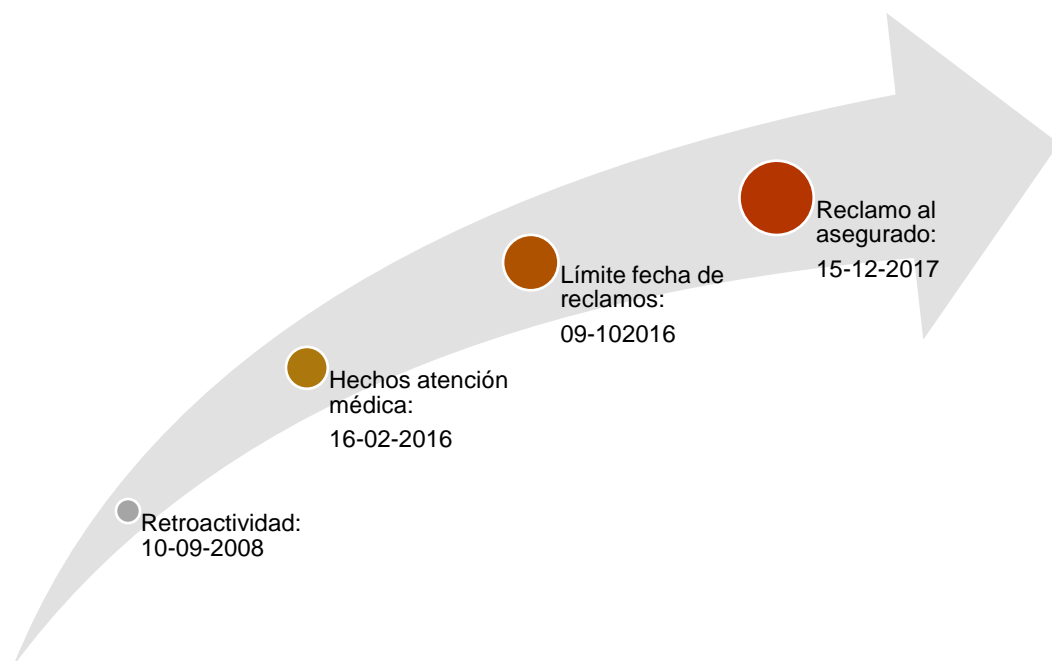 Retroactividad:
10-09-2008
Hechos atención
médica:
16-02-2016
Límite fecha de
reclamos:
09-102016
Reclamo al
asegurado:
15-12-2017